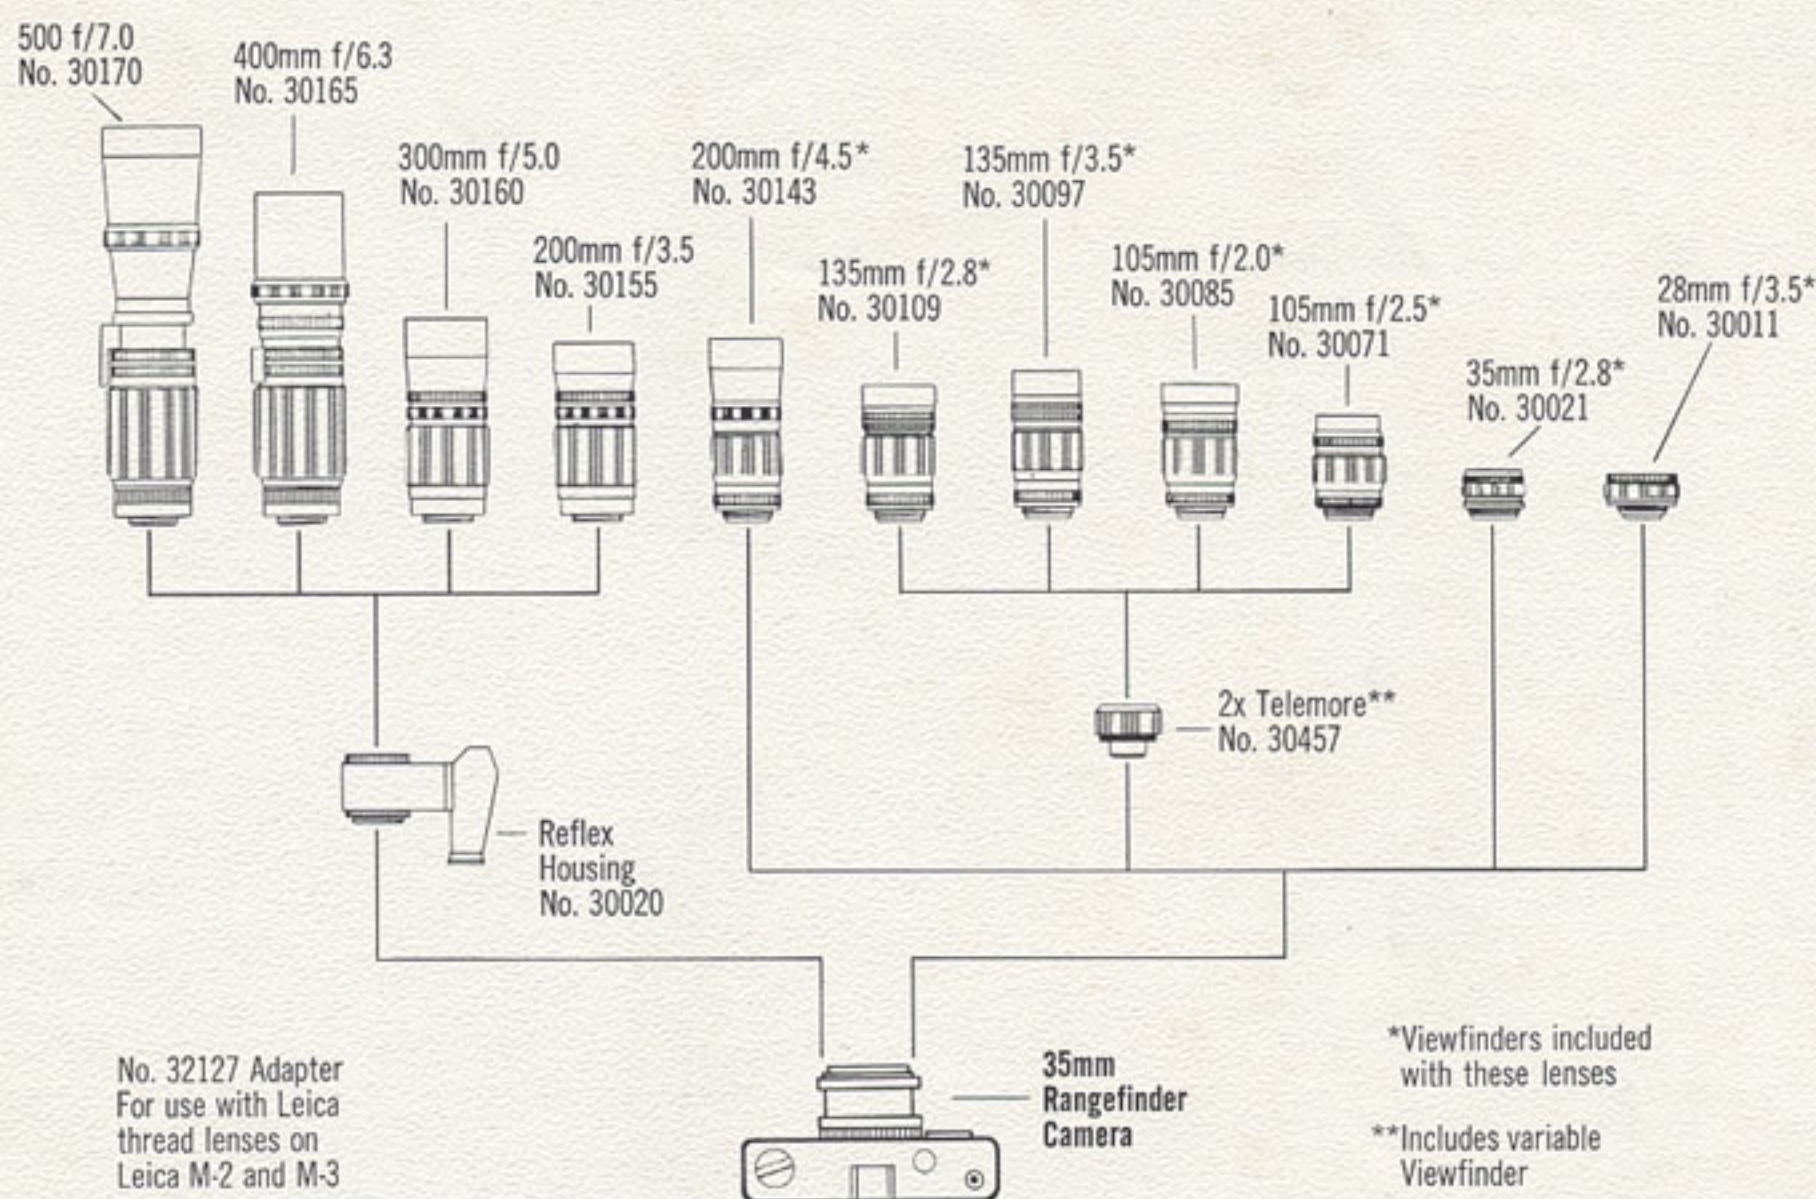 500 f/7.0
No. 30170
400mm f/6.3
No. 30165
300mm f/5.0
No. 30160
200mm f/3.5
No. 30155
200mm f/4.5*
No. 30143
135mm f/2.8*
No. 30109
135mm f/3.5*
No. 30097
105mm f/2.0*
No. 30085
105mm f/2.5*
No. 30071
35mm f/2.8*
No. 30021
28mm f/3.5*
No. 30011
2x Telemore**
No. 30457
Reflex
Housing
No. 30020
No. 32127 Adapter
For use with Leica
thread lenses on
Leica M-2 and M-3
35mm
Rangefinder
Camera
*Viewfinders included
with these lenses
**Includes variable
Viewfinder